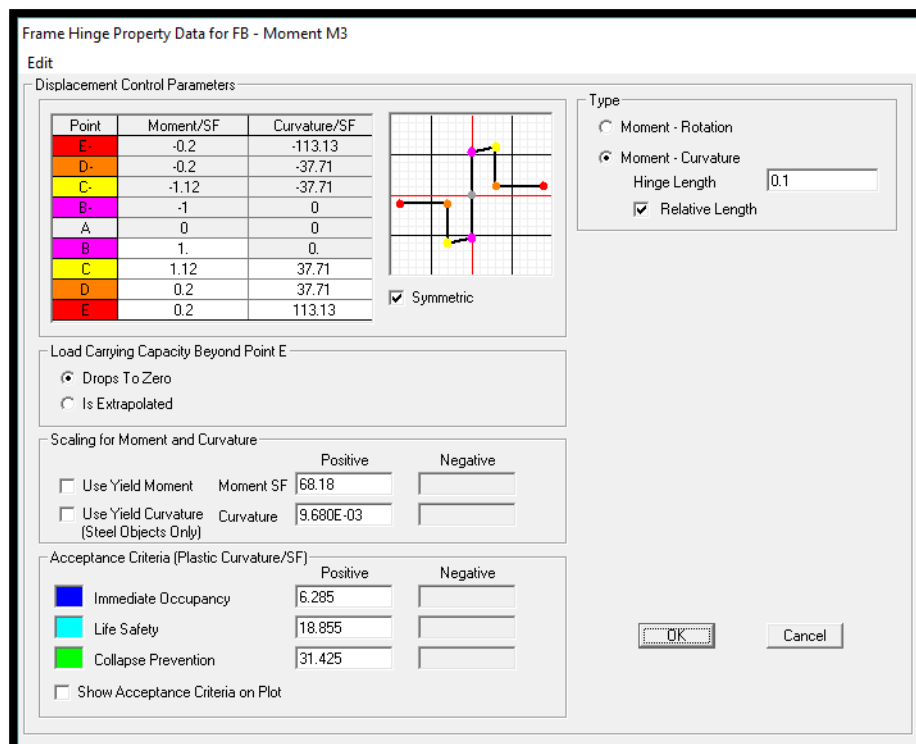 Frame Hinge Property Data for FB - Moment M3
Edit
Displacement Control Parameters
Point Moment/SF Curvature/SF
E- -0.2 -113.13
D- -0.2 -37.71
C- -1.12 -37.71
B- -1 0
A 0 0
B 1. 0.
C 1.12 37.71
D 0.2 37.71
E 0.2 113.13
Symmetric
Type
Moment - Rotation
Moment - Curvature
Hinge Length 0.1
Relative Length
Load Carrying Capacity Beyond Point E
Drops To Zero
Is Extrapolated
Scaling for Moment and Curvature
Positive Negative
Use Yield Moment Moment SF 68.18
Use Yield Curvature Curvature 9.680E-03
(Steel Objects Only)
Acceptance Criteria (Plastic Curvature/SF)
Positive Negative
Immediate Occupancy 6.285
Life Safety 18.855
Collapse Prevention 31.425
Show Acceptance Criteria on Plot
OK Cancel